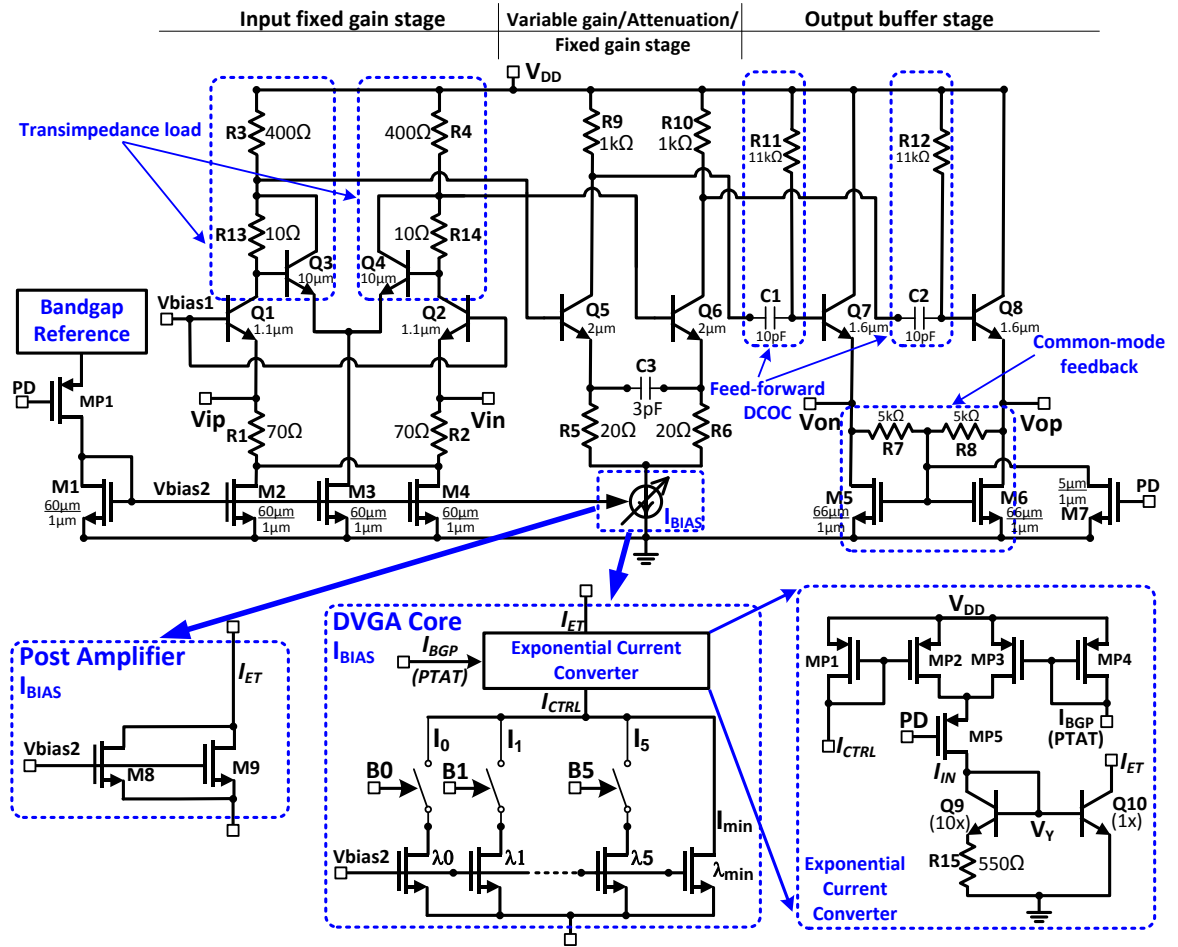 Input fixed gain stage
Variable gain/Attenuation/
Fixed gain stage
Output buffer stage
VDD
Transimpedance load
R3
400Ω
400Ω
R4
R9
1kΩ
R10
1kΩ
R11
11kΩ
R12
11kΩ
R13
10Ω
10Ω
R14
Q3
10µm
Q4
10µm
Vbias1
Q1
1.1µm
Q2
1.1µm
Q5
2µm
Q6
2µm
C1
10pF
Q7
1.6µm
C2
10pF
Q8
1.6µm
Bandgap
Reference
PD
MP1
Vip
Vin
C3
3pF
Feed-forward
DCOC
Common-mode
feedback
Von
Vop
R1
70Ω
70Ω
R2
R5
20Ω
20Ω
R6
5kΩ
R7
5kΩ
R8
M1
60µm
1µm
Vbias2
M2
60µm
1µm
M3
60µm
1µm
M4
60µm
1µm
IBIAS
M5
66µm
1µm
M6
66µm
1µm
5µm
1µm
M7
PD
Post Amplifier
IBIAS
IET
Vbias2
M8
M9
DVGA Core
IBIAS
IET
IBGP
(PTAT)
Exponential Current
Converter
ICTRL
I0
I1
I5
B0
B1
B5
Imin
Vbias2
λ0
λ1
λ5
λmin
VDD
MP1
MP2
MP3
MP4
PD
MP5
ICTRL
IBGP
(PTAT)
IIN
IET
Q9
(10x)
VY
Q10
(1x)
R15
550Ω
Exponential
Current
Converter